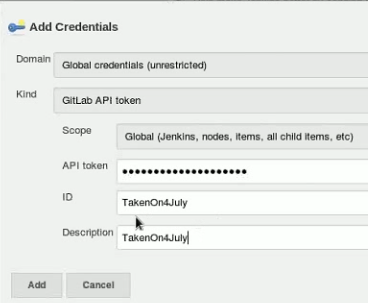 Add Credentials
Domain
Global credentials (unrestricted)
Kind
GitLab API token
Scope
Global (Jenkins, nodes, items, all child items, etc)
API token
••••••••••••••••••••
ID
TakenOn4July
Description
TakenOn4July
Add
Cancel